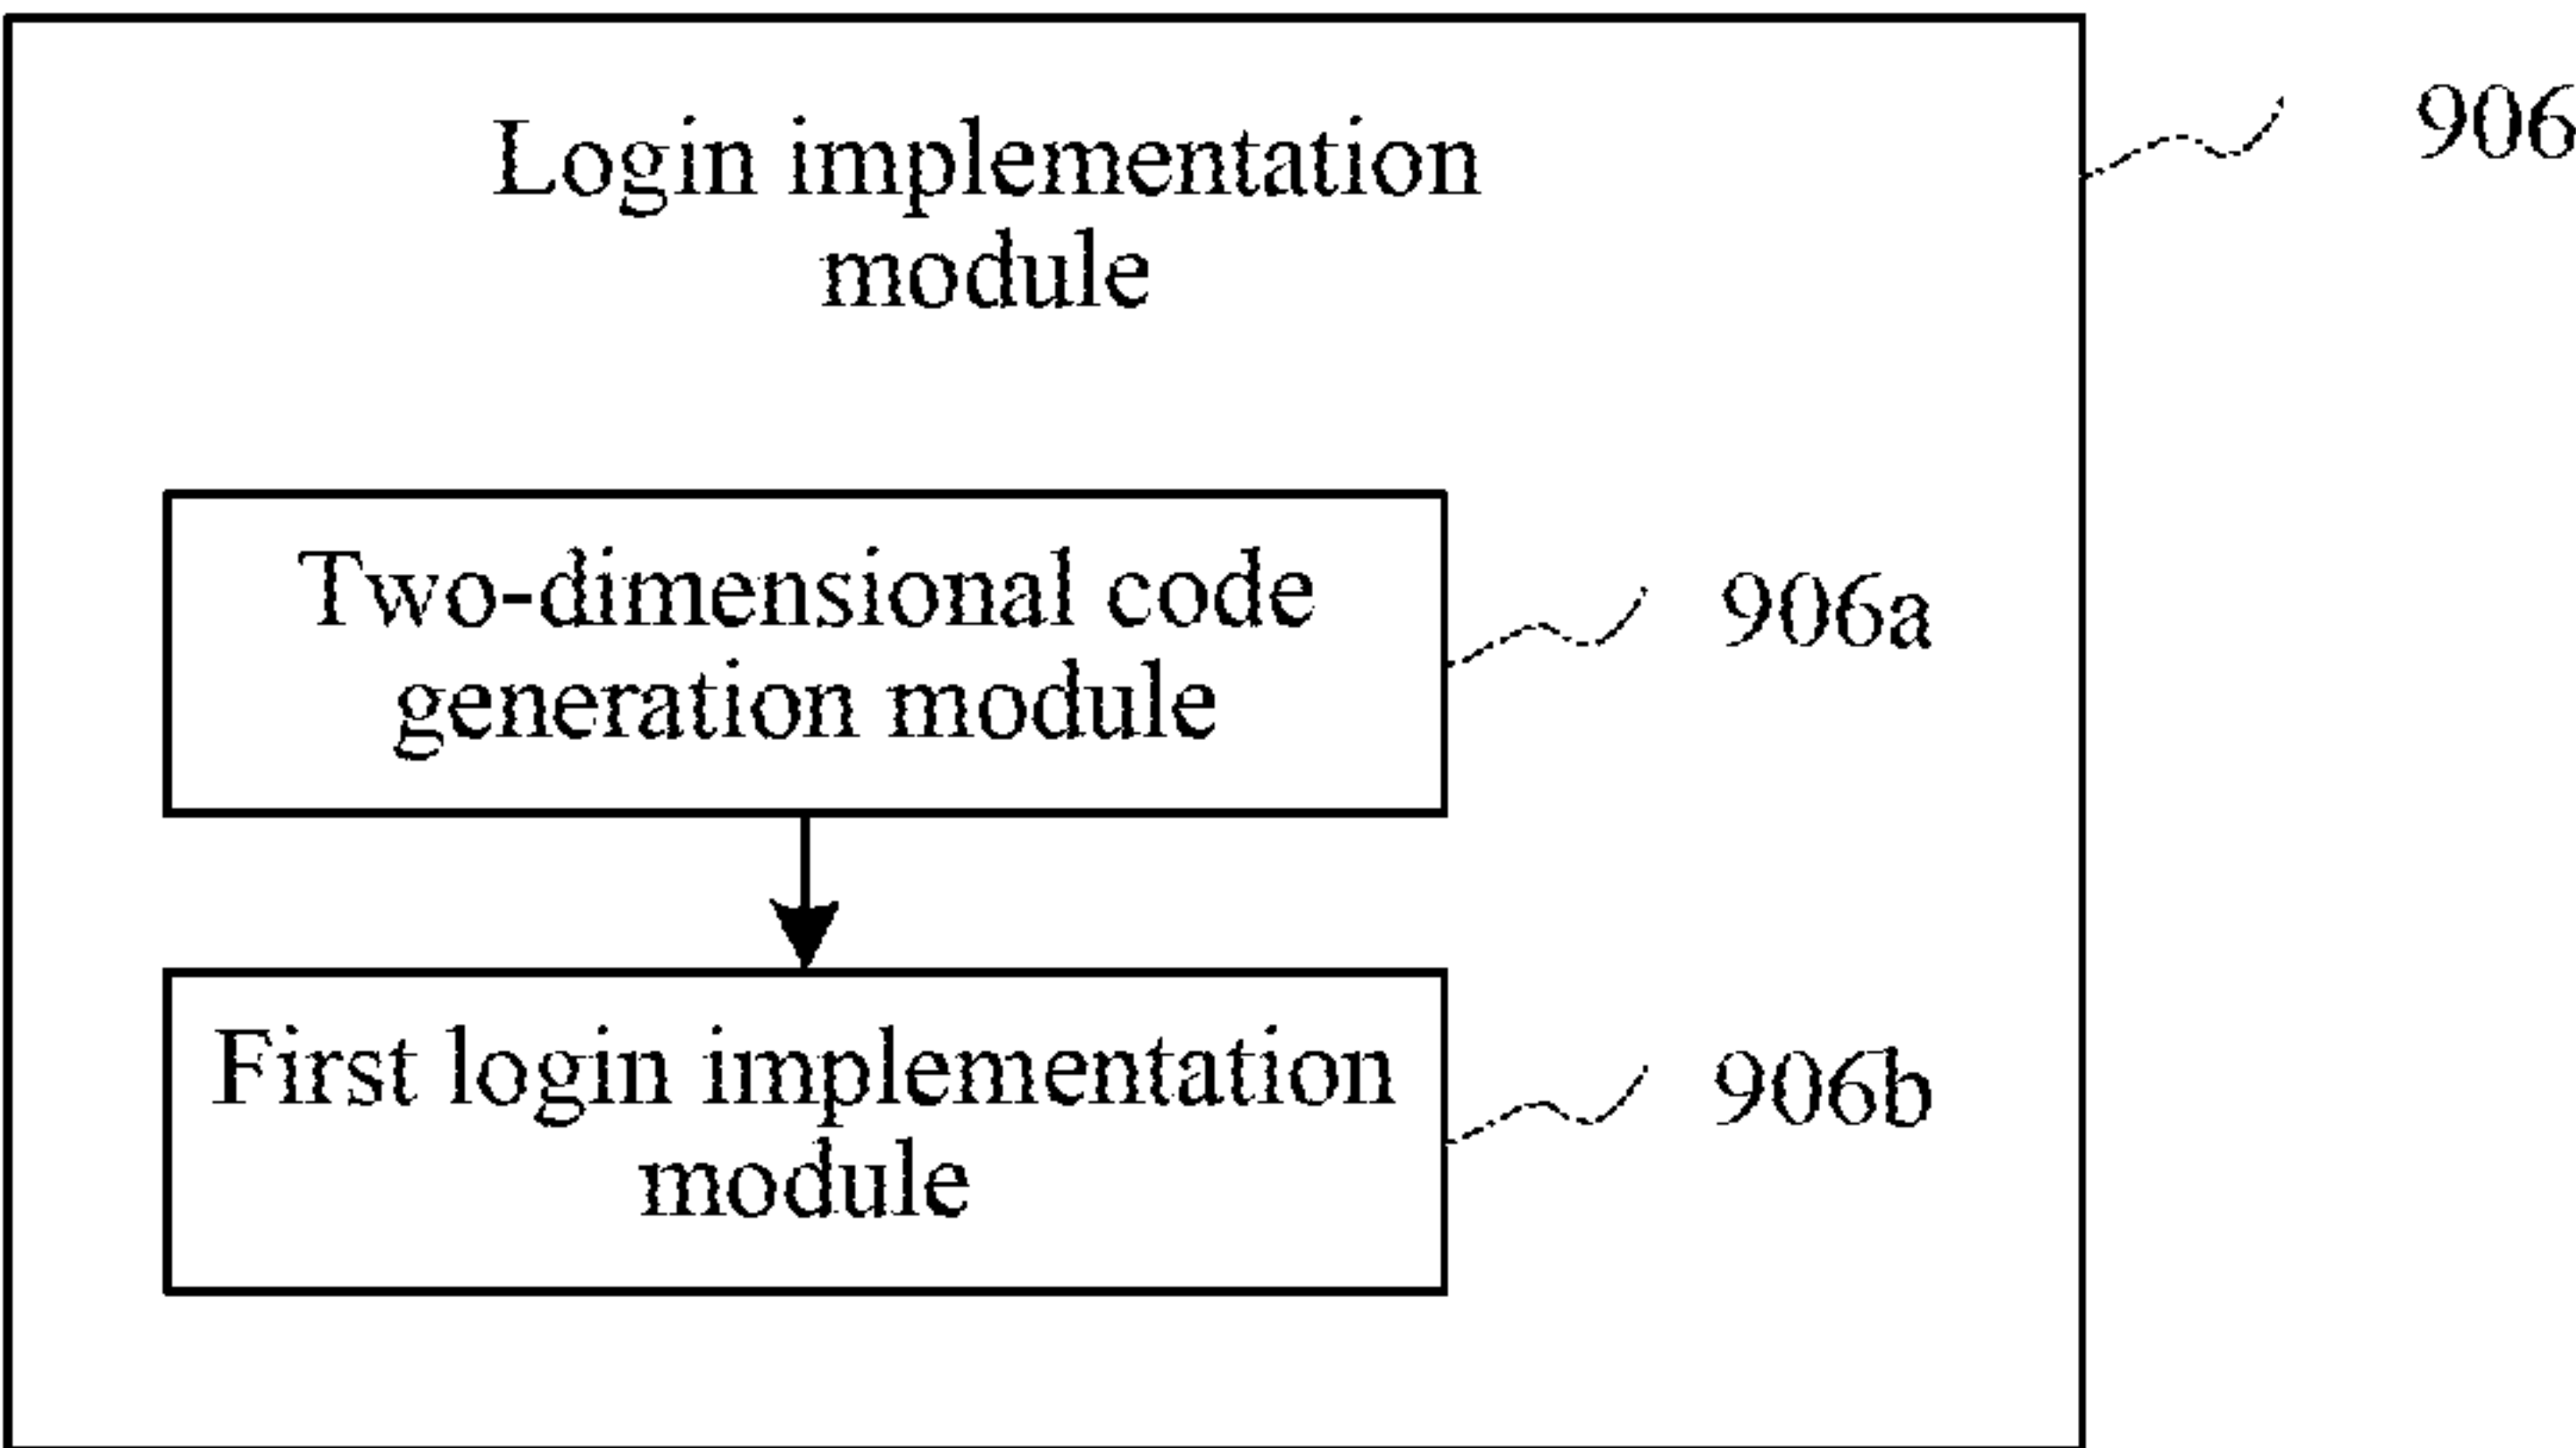 Login implementation
module
906
Two-dimensional code
generation module
906a
First login implementation
module
906b